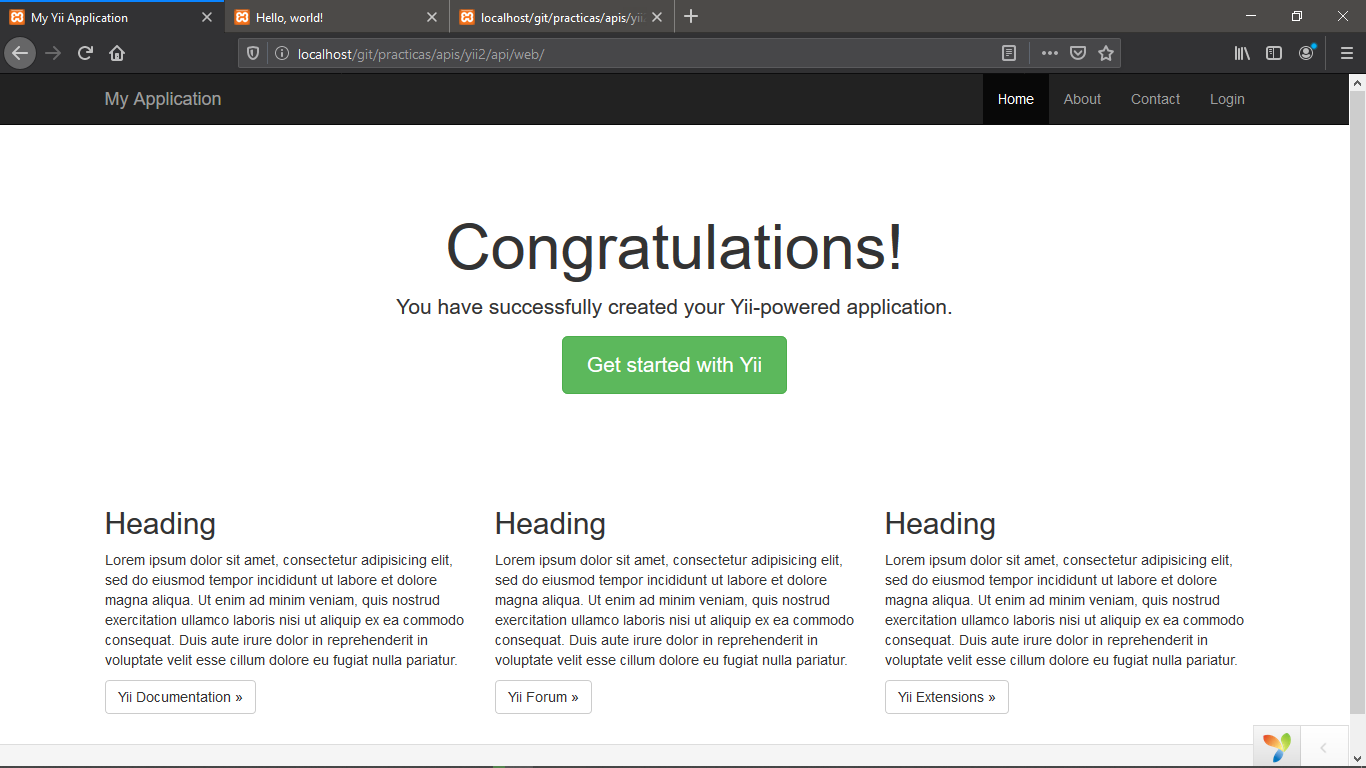 My Yii Application
Hello, world!
localhost/git/practicas/apis/yii
localhost/git/practicas/apis/yii2/api/web/
My Application
Home
About
Contact
Login
Congratulations!
You have successfully created your Yii-powered application.
Get started with Yii
Heading
Lorem ipsum dolor sit amet, consectetur adipisicing elit,
sed do eiusmod tempor incididunt ut labore et dolore
magna aliqua. Ut enim ad minim veniam, quis nostrud
exercitation ullamco laboris nisi ut aliquip ex ea commodo
consequat. Duis aute irure dolor in reprehenderit in
voluptate velit esse cillum dolore eu fugiat nulla pariatur.
Yii Documentation »
Heading
Lorem ipsum dolor sit amet, consectetur adipisicing elit,
sed do eiusmod tempor incididunt ut labore et dolore
magna aliqua. Ut enim ad minim veniam, quis nostrud
exercitation ullamco laboris nisi ut aliquip ex ea commodo
consequat. Duis aute irure dolor in reprehenderit in
voluptate velit esse cillum dolore eu fugiat nulla pariatur.
Yii Forum »
Heading
Lorem ipsum dolor sit amet, consectetur adipisicing elit,
sed do eiusmod tempor incididunt ut labore et dolore
magna aliqua. Ut enim ad minim veniam, quis nostrud
exercitation ullamco laboris nisi ut aliquip ex ea commodo
consequat. Duis aute irure dolor in reprehenderit in
voluptate velit esse cillum dolore eu fugiat nulla pariatur.
Yii Extensions »